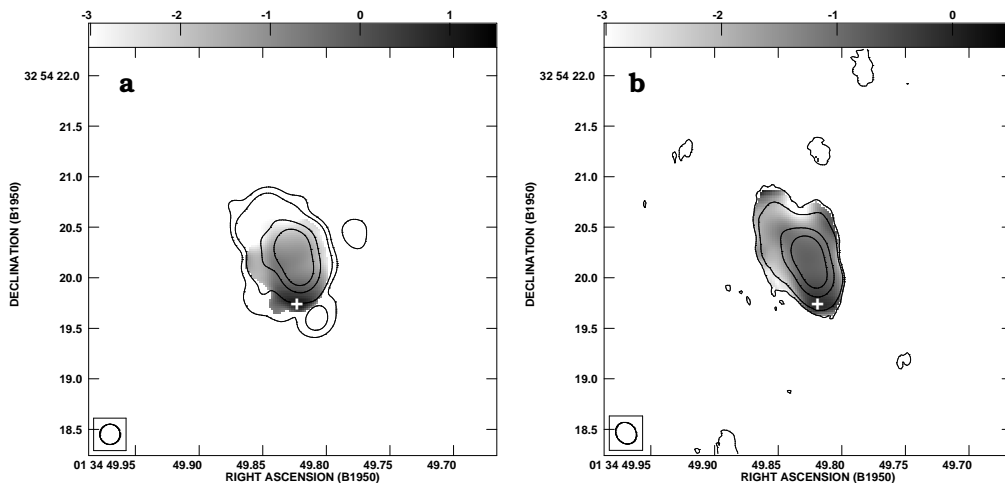 -3 -2 -1 0 1
a
32 54 22.0
21.5
21.0
20.5
20.0
19.5
19.0
18.5
DECLINATION (B1950)
01 34 49.95 49.90 49.85 49.80 49.75 49.70
RIGHT ASCENSION (B1950)
-3 -2 -1 0
b
32 54 22.0
21.5
21.0
20.5
20.0
19.5
19.0
18.5
DECLINATION (B1950)
01 34 49.95 49.90 49.85 49.80 49.75 49.70
RIGHT ASCENSION (B1950)